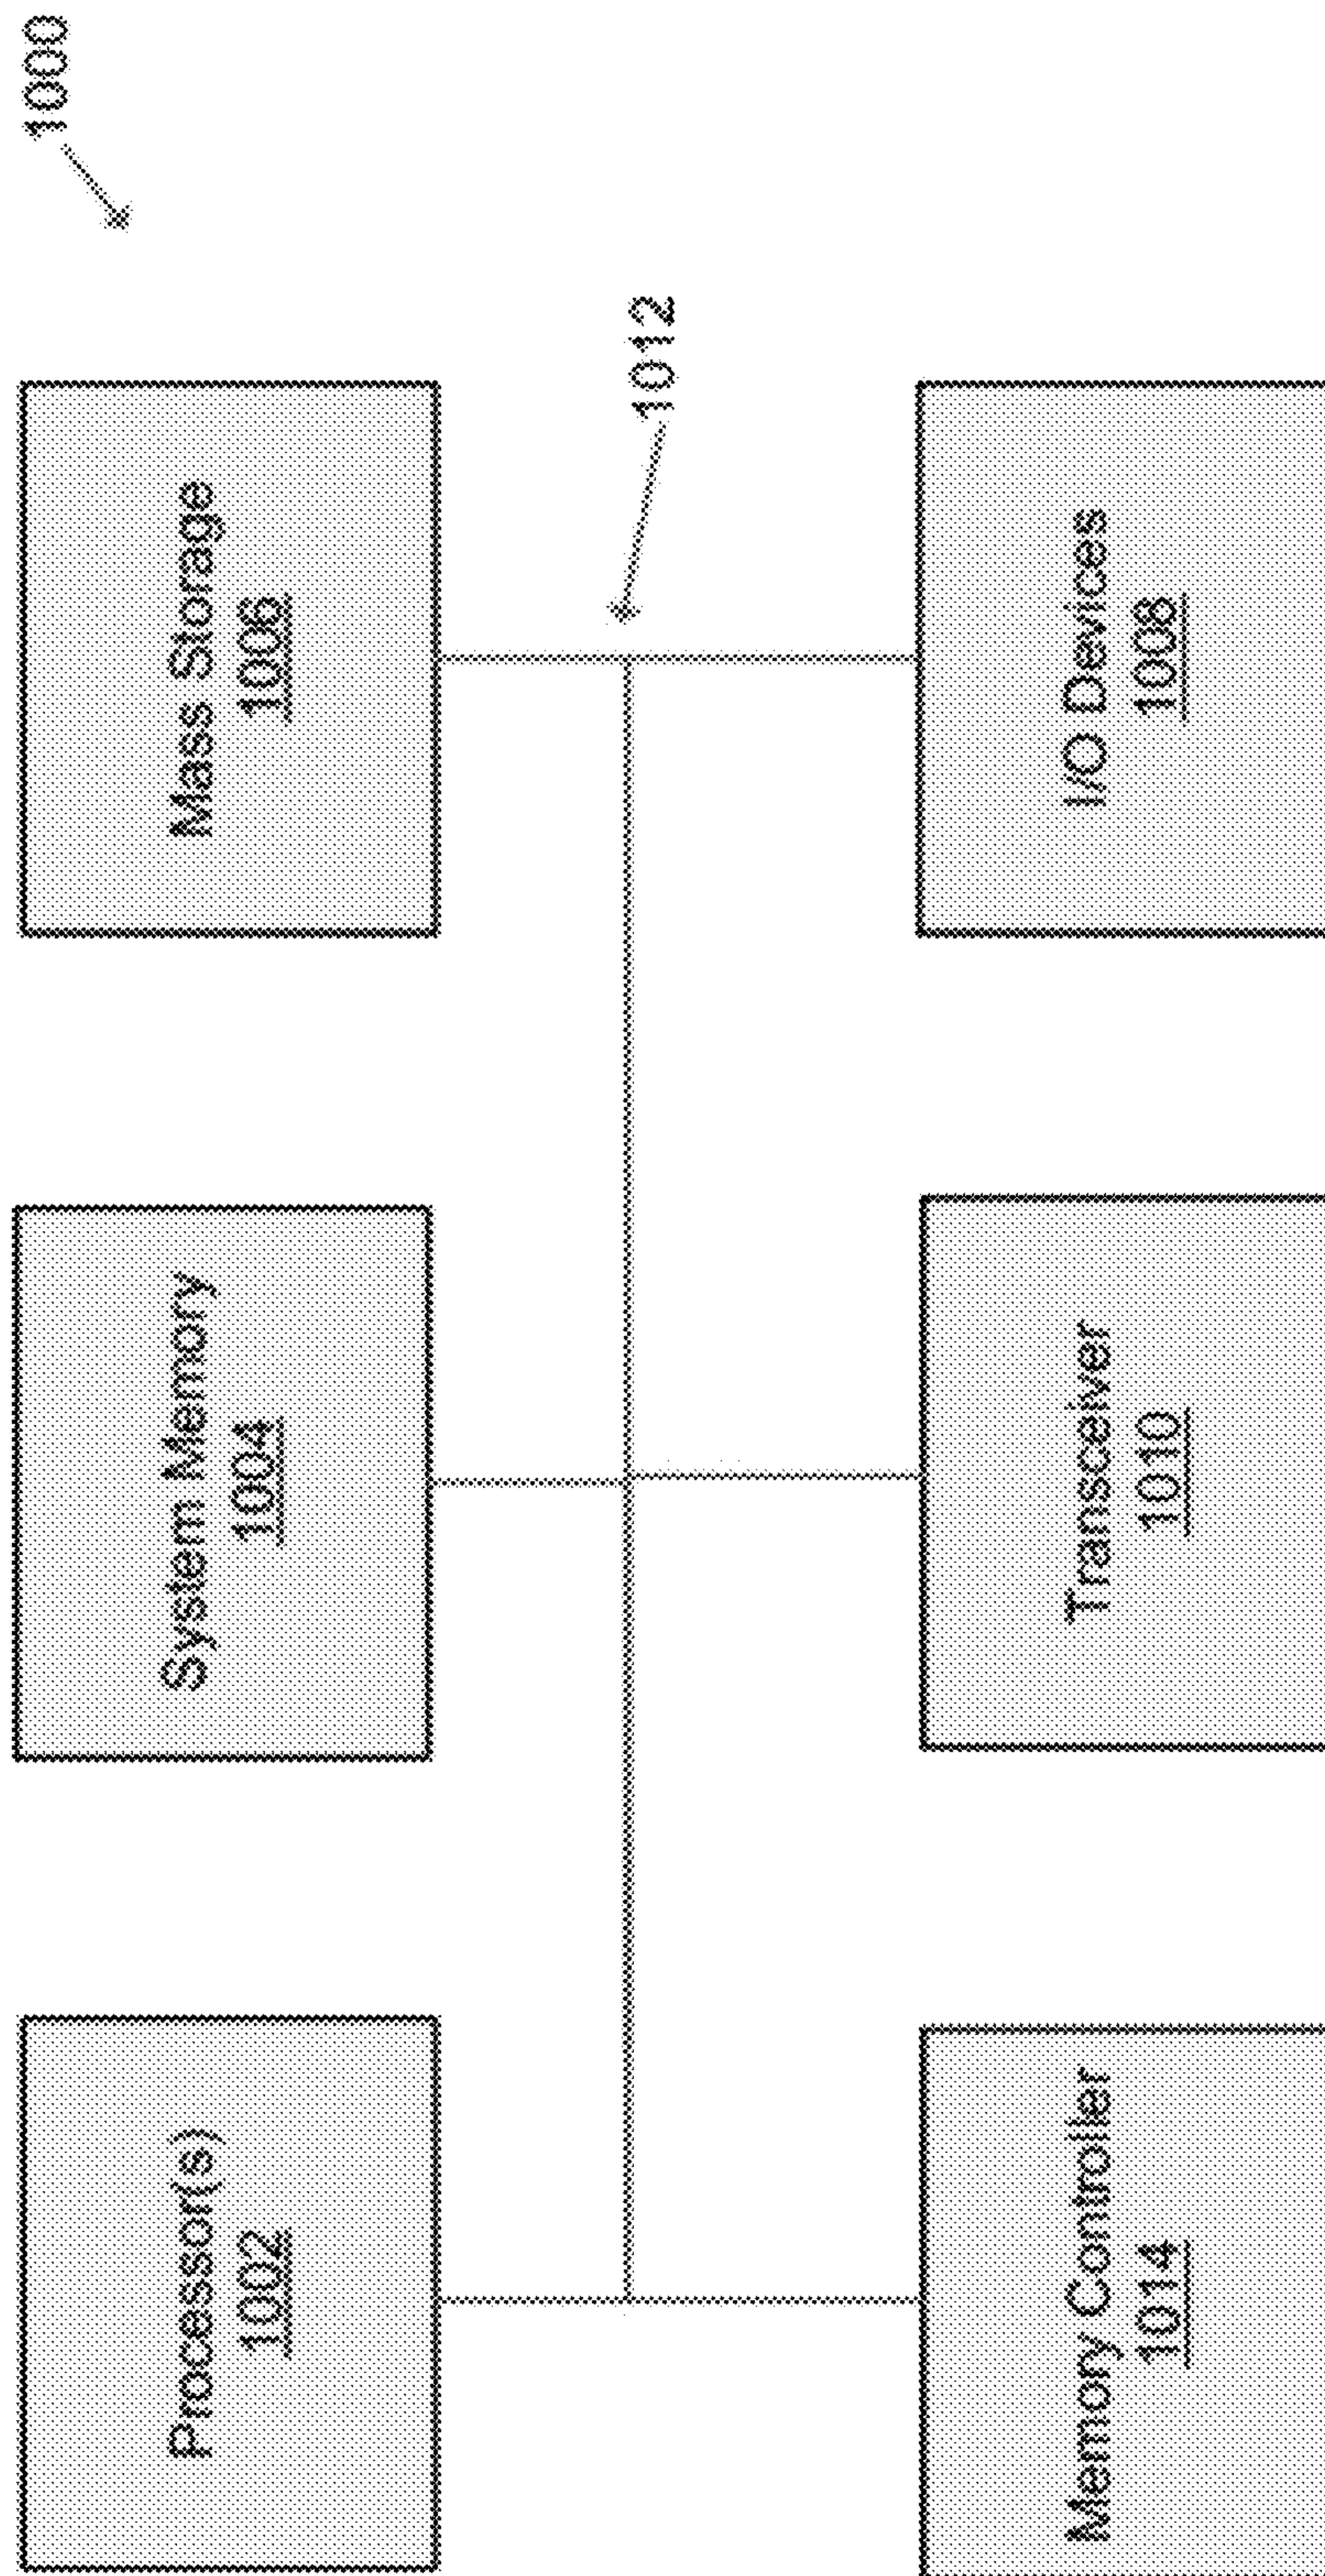 1000
Processor(s)
1002
System Memory
1004
Mass Storage
1006
1012
Memory Controller
1014
Transceiver
1010
I/O Devices
1008